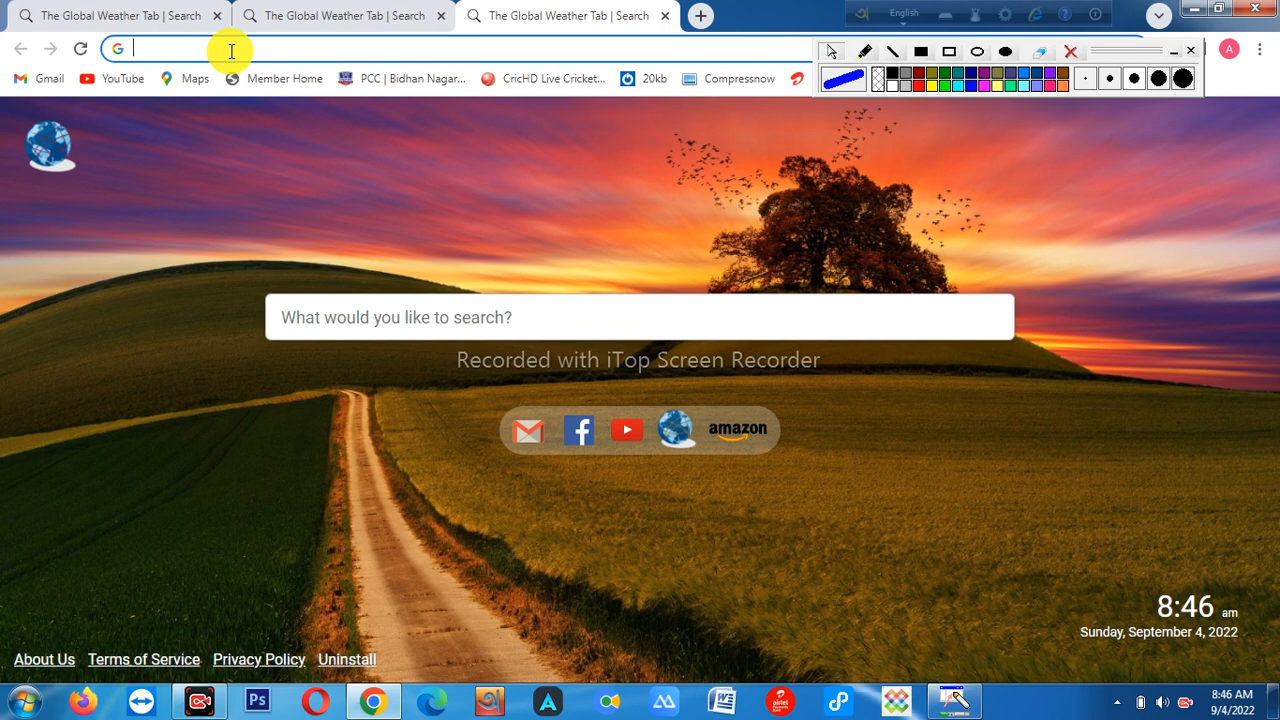 The Global Weather Tab | Search
The Global Weather Tab | Search
The Global Weather Tab | Search
English
G
A
Gmail
YouTube
Maps
Member Home
PCC | Bidhan Nagar...
CricHD Live Cricket...
20kb
Compressnow
What would you like to search?
Recorded with iTop Screen Recorder
amazon
8:46 am
Sunday, September 4, 2022
About Us Terms of Service Privacy Policy Uninstall
Ps
W
airtel
8:46 AM
9/4/2022